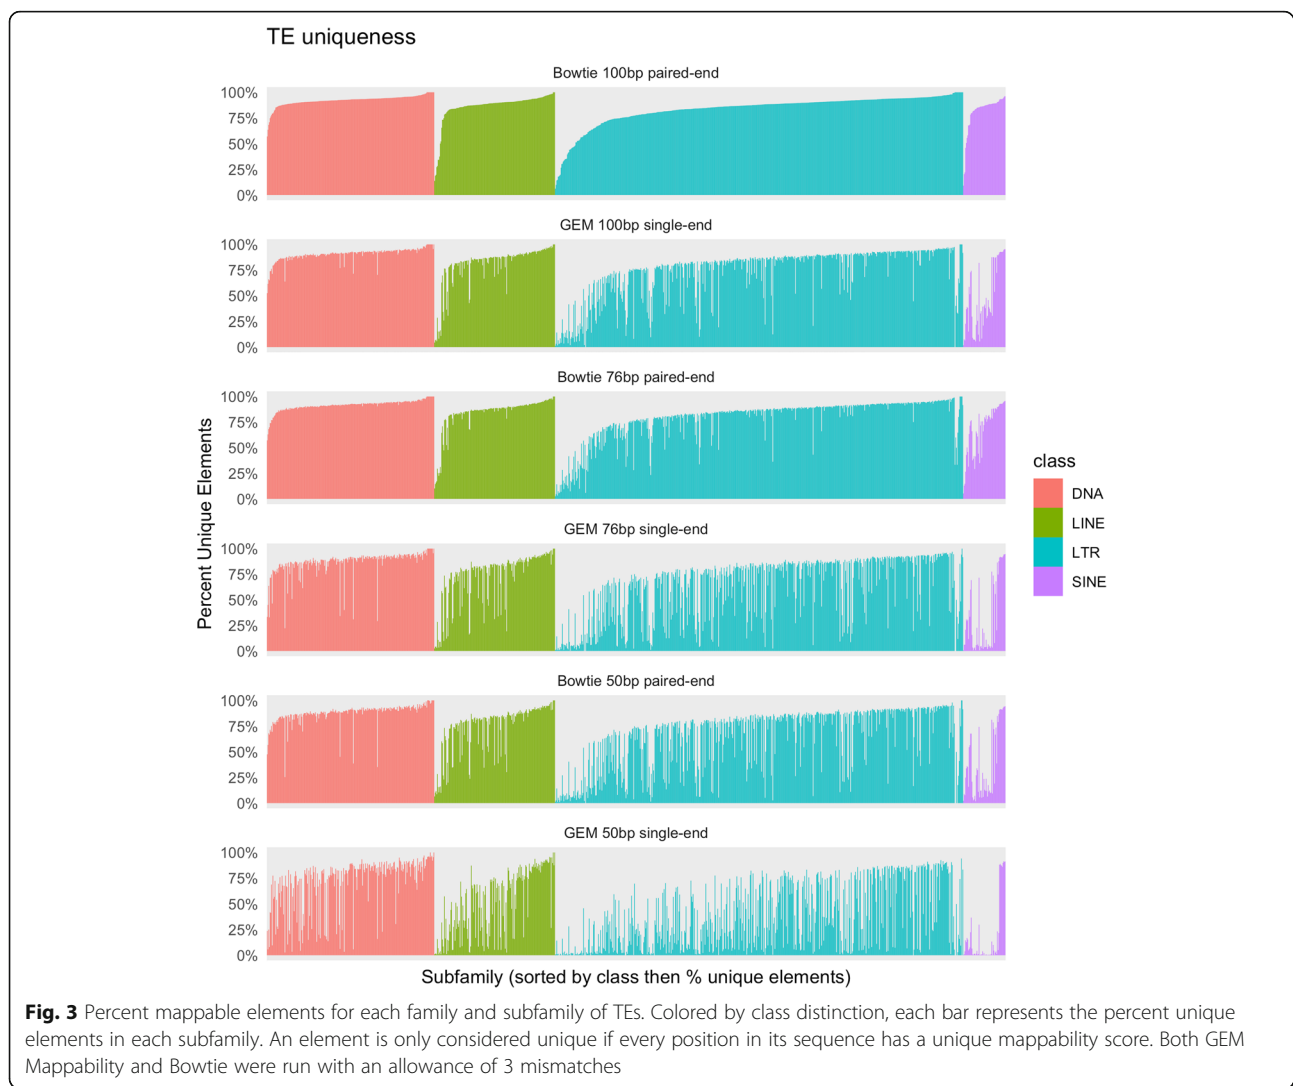 TE uniqueness
Bowtie 100bp paired-end
100%
75%
50%
25%
0%
GEM 100bp single-end
100%
75%
50%
25%
0%
Bowtie 76bp paired-end
100%
75%
50%
25%
0%
GEM 76bp single-end
100%
75%
50%
25%
0%
Bowtie 50bp paired-end
100%
75%
50%
25%
0%
GEM 50bp single-end
100%
75%
50%
25%
0%
Percent Unique Elements
Subfamily (sorted by class then % unique elements)
class
DNA
LINE
LTR
SINE
Fig. 3 Percent mappable elements for each family and subfamily of TEs. Colored by class distinction, each bar represents the percent unique
elements in each subfamily. An element is only considered unique if every position in its sequence has a unique mappability score. Both GEM
Mappability and Bowtie were run with an allowance of 3 mismatches